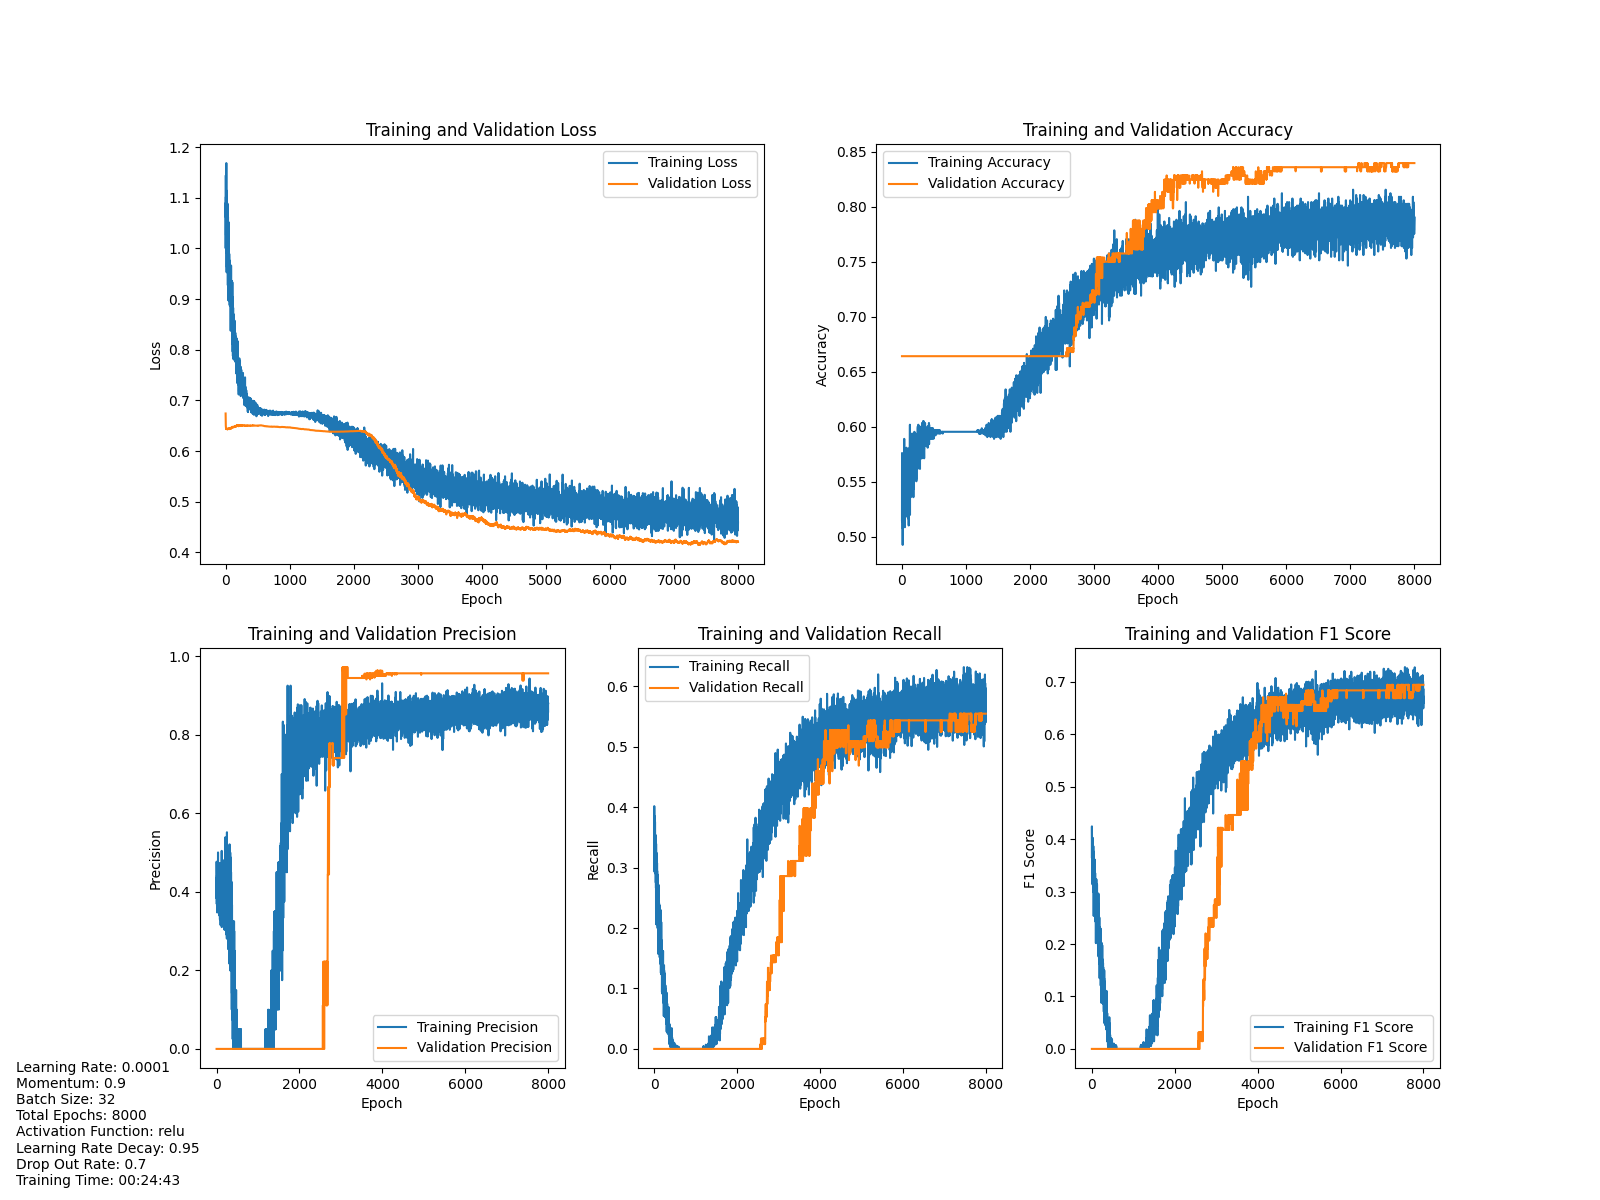 Training and Validation Loss
1.2
1.1
1.0
0.9
0.8
0.7
0.6
0.5
0.4
Loss
Training Loss
Validation Loss
0 1000 2000 3000 4000 5000 6000 7000 8000
Epoch
Training and Validation Accuracy
0.85
0.80
0.75
0.70
0.65
0.60
0.55
0.50
Accuracy
Training Accuracy
Validation Accuracy
0 1000 2000 3000 4000 5000 6000 7000 8000
Epoch
Training and Validation Precision
1.0
0.8
0.6
0.4
0.2
0.0
Precision
Training Precision
Validation Precision
0 2000 4000 6000 8000
Epoch
Training and Validation Recall
0.6
0.5
0.4
0.3
0.2
0.1
0.0
Recall
Training Recall
Validation Recall
0 2000 4000 6000 8000
Epoch
Training and Validation F1 Score
0.7
0.6
0.5
0.4
0.3
0.2
0.1
0.0
F1 Score
Training F1 Score
Validation F1 Score
0 2000 4000 6000 8000
Epoch
Learning Rate: 0.0001
Momentum: 0.9
Batch Size: 32
Total Epochs: 8000
Activation Function: relu
Learning Rate Decay: 0.95
Drop Out Rate: 0.7
Training Time: 00:24:43